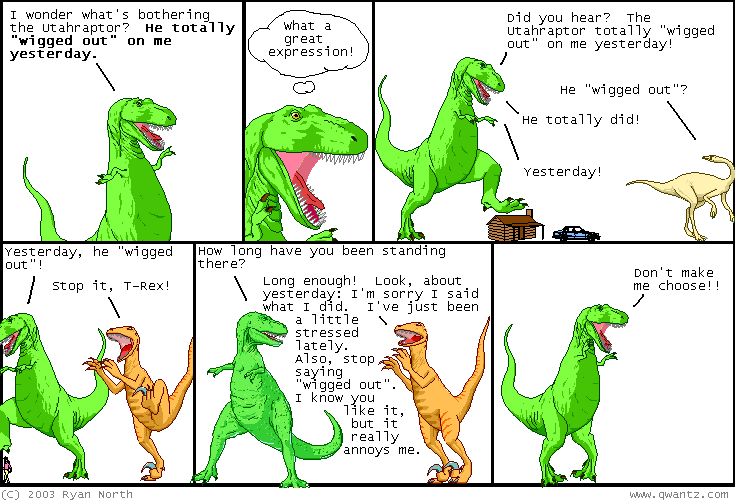 I wonder what's bothering
the Utahraptor?  He totally
"wigged out" on me
yesterday.
What a
great
expression!
Did you hear?  The
Utahraptor totally "wigged
out" on me yesterday!
He "wigged out"?
He totally did!
Yesterday!
Yesterday, he "wigged
out"!
Stop it, T-Rex!
How long have you been standing
there?
Long enough!  Look, about
yesterday: I'm sorry I said
what I did.  I've just been
a little
stressed
lately.
Also, stop
saying
"wigged out".
I know you
like it,
but it
really
annoys me.
Don't make
me choose!!
(C) 2003 Ryan North
www.qwantz.com